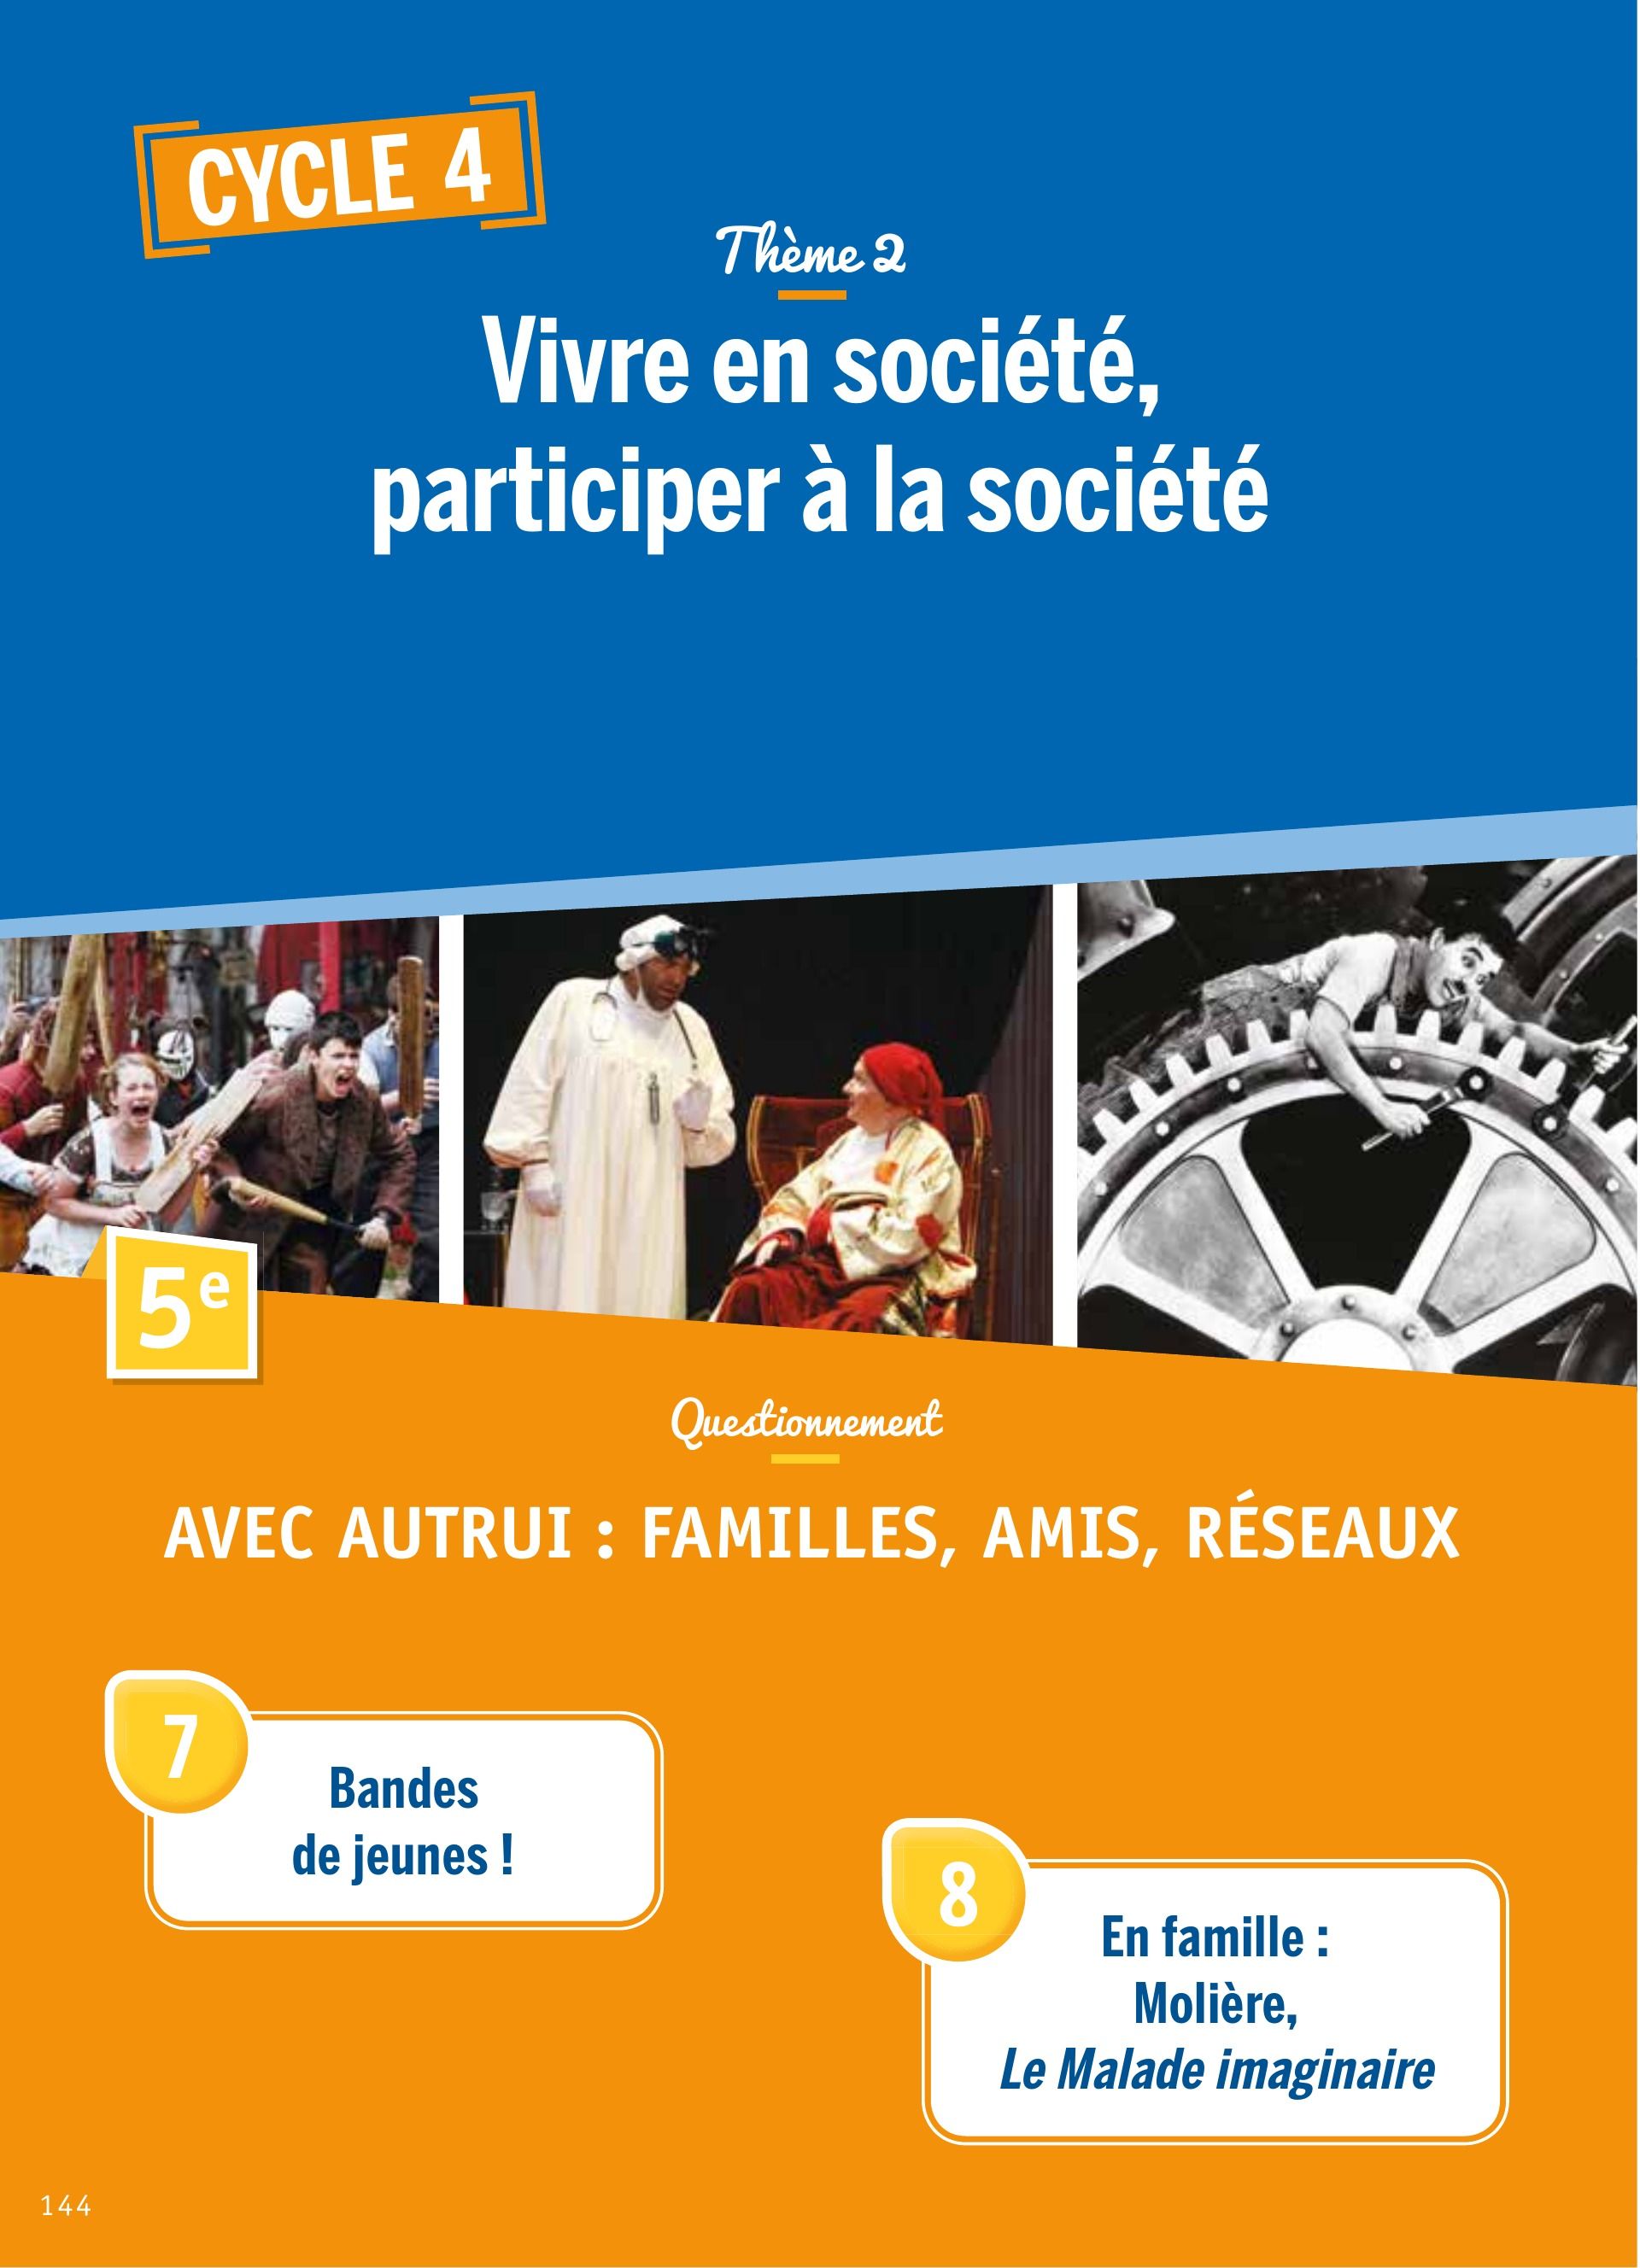 CYCLE 4
Thème 2
Vivre en société,
participer à la société
5e
Questionnement
AVEC AUTRUI : FAMILLES, AMIS, RÉSEAUX
7
Bandes
de jeunes !
8
En famille :
Molière,
Le Malade imaginaire
144